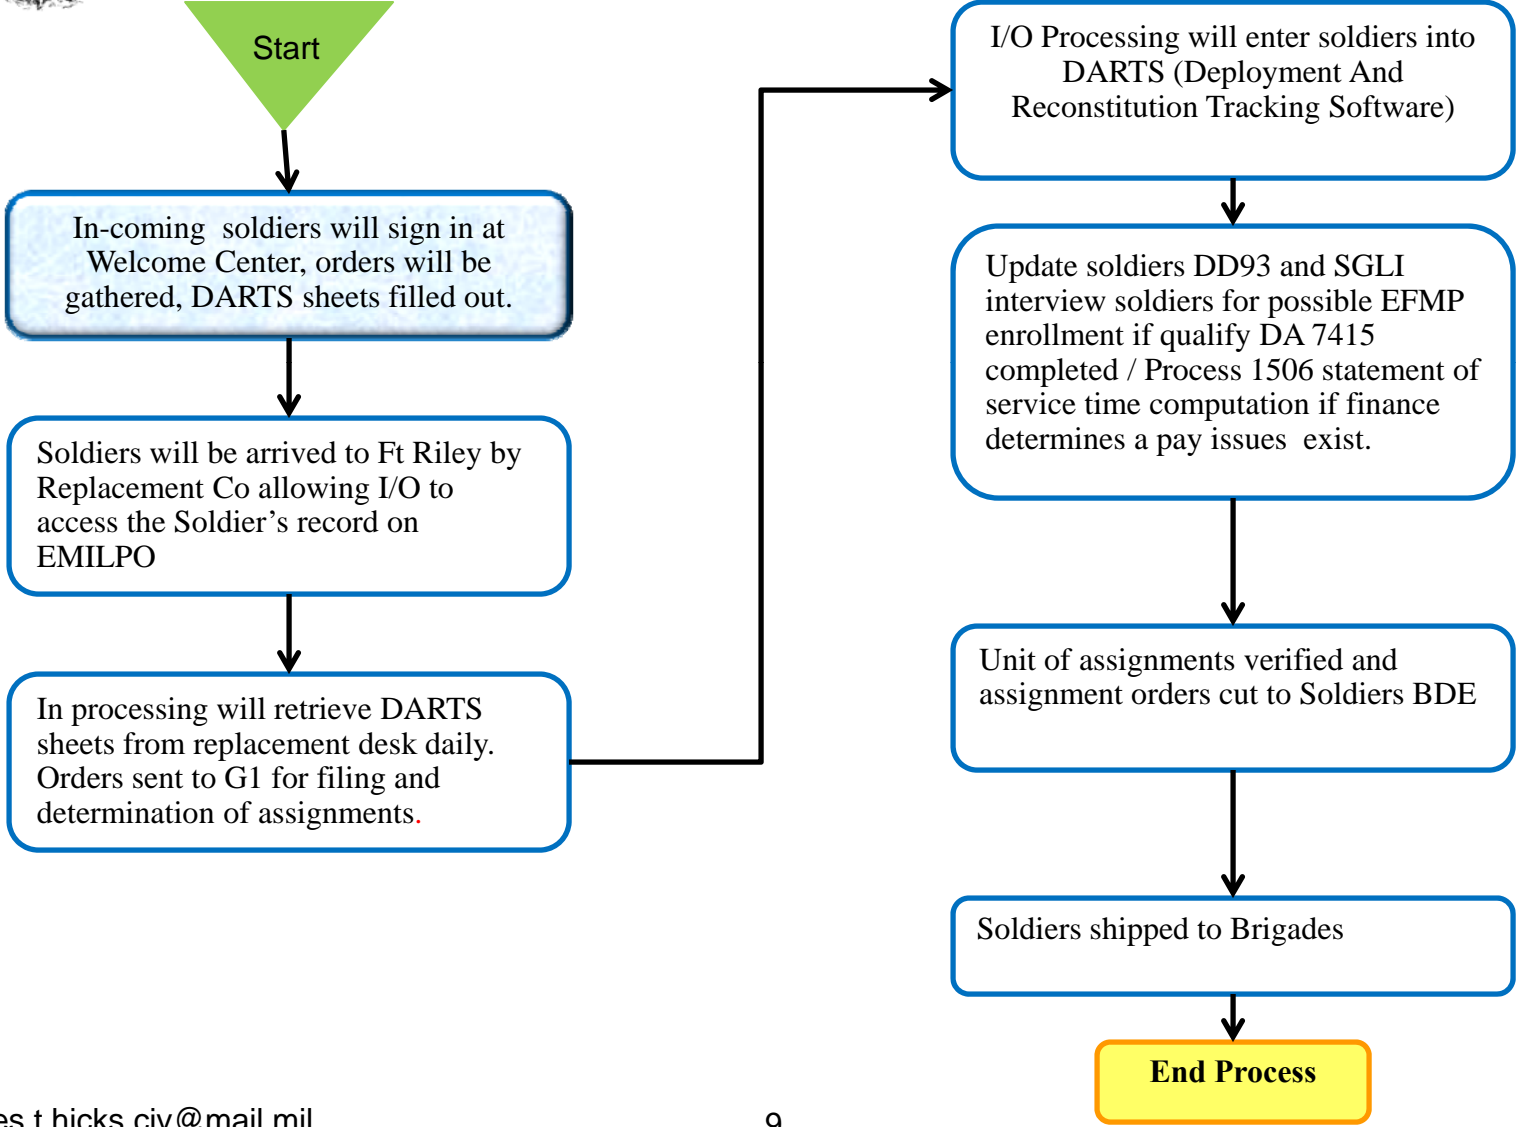 Start
In-coming soldiers will sign in at
Welcome Center, orders will be
gathered, DARTS sheets filled out.
Soldiers will be arrived to Ft Riley by
Replacement Co allowing I/O to
access the Soldier’s record on
EMILPO
In processing will retrieve DARTS
sheets from replacement desk daily.
Orders sent to G1 for filing and
determination of assignments.
I/O Processing will enter soldiers into
DARTS (Deployment And
Reconstitution Tracking Software)
Update soldiers DD93 and SGLI
interview soldiers for possible EFMP
enrollment if qualify DA 7415
completed / Process 1506 statement of
service time computation if finance
determines a pay issues exist.
Unit of assignments verified and
assignment orders cut to Soldiers BDE
Soldiers shipped to Brigades
End Process
es.t.hicks.civ@mail.mil
9